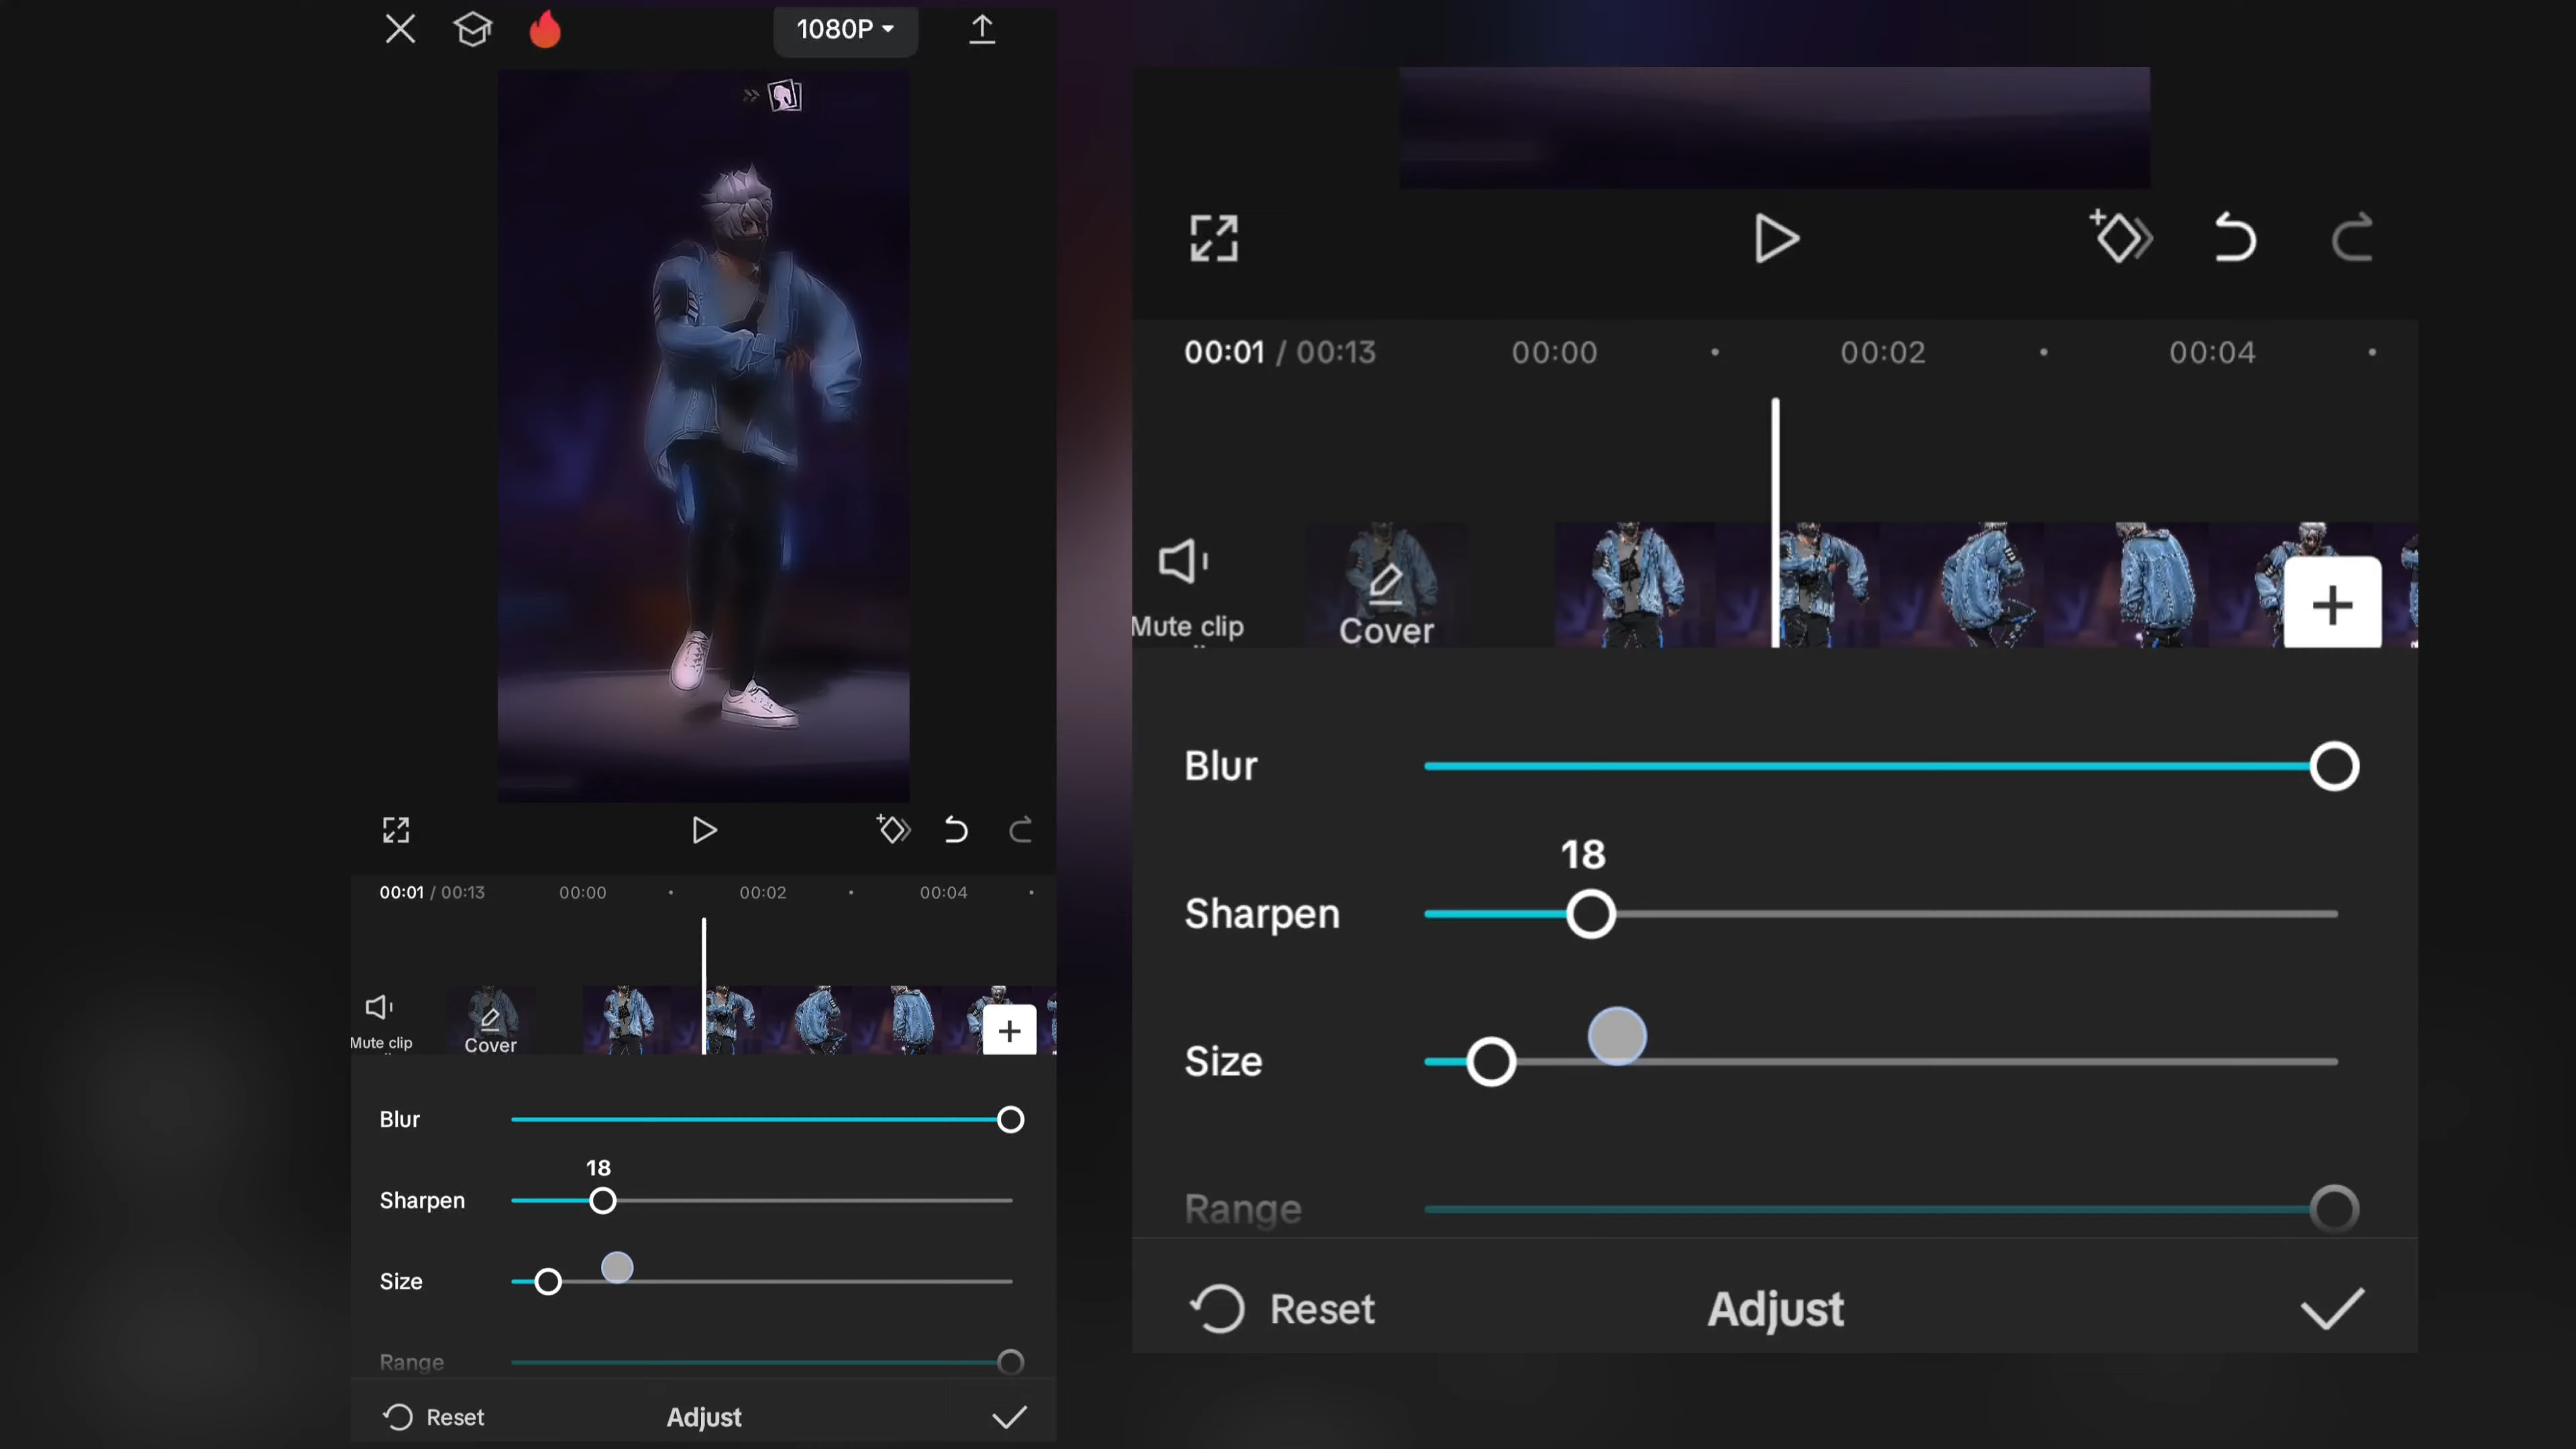 1080P
00:01 / 00:13 00:00 00:02 00:04
Mute clip
Cover
Blur
18
Sharpen
Size
Range
Reset
Adjust
00:01 / 00:13 00:00 00:02 00:04
Mute clip
Cover
Blur
18
Sharpen
Size
Range
Reset
Adjust